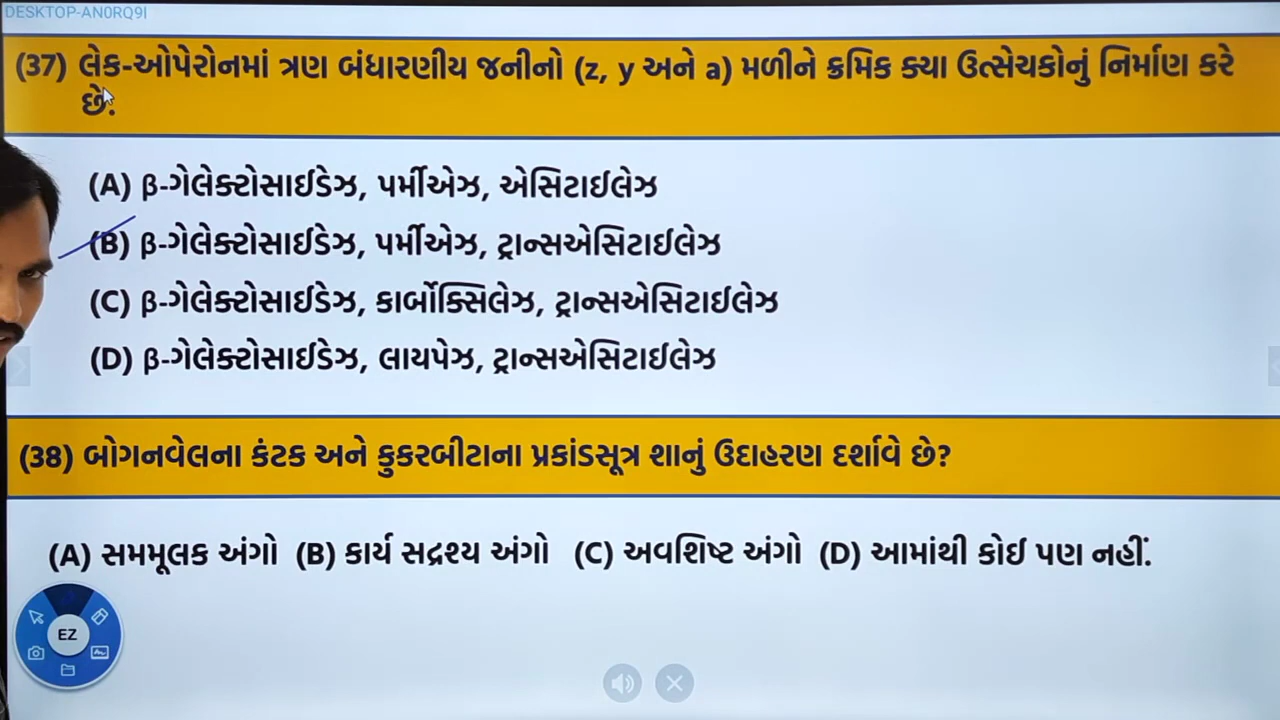 DESKTOP-AN0RQ9I
(37) લેક-ઓપેરોનમાં ત્રણ બંધારણીય જનીનો (z, y અને a) મળીને ક્રમિક ક્યા ઉત્સેચકોનું નિર્માણ કરે
છે.
(A) β-ગેલેક્ટોસાઈડેઝ, પર્મીએઝ, એસિટાઈલેઝ
(B) β-ગેલેક્ટોસાઈડેઝ, પર્મીએઝ, ટ્રાન્સએસિટાઈલેઝ
(C) β-ગેલેક્ટોસાઈડેઝ, કાર્બોક્સિલેઝ, ટ્રાન્સએસિટાઈલેઝ
(D) β-ગેલેક્ટોસાઈડેઝ, લાયપેઝ, ટ્રાન્સએસિટાઈલેઝ
(38) બોગનવેલના કંટક અને કુકરબીટાના પ્રકાંડસૂત્ર શાનું ઉદાહરણ દર્શાવે છે?
(A) સમમૂલક અંગો (B) કાર્ય સદ્રશ્ય અંગો (C) અવશિષ્ટ અંગો (D) આમાંથી કોઈ પણ નહીં.
EZ